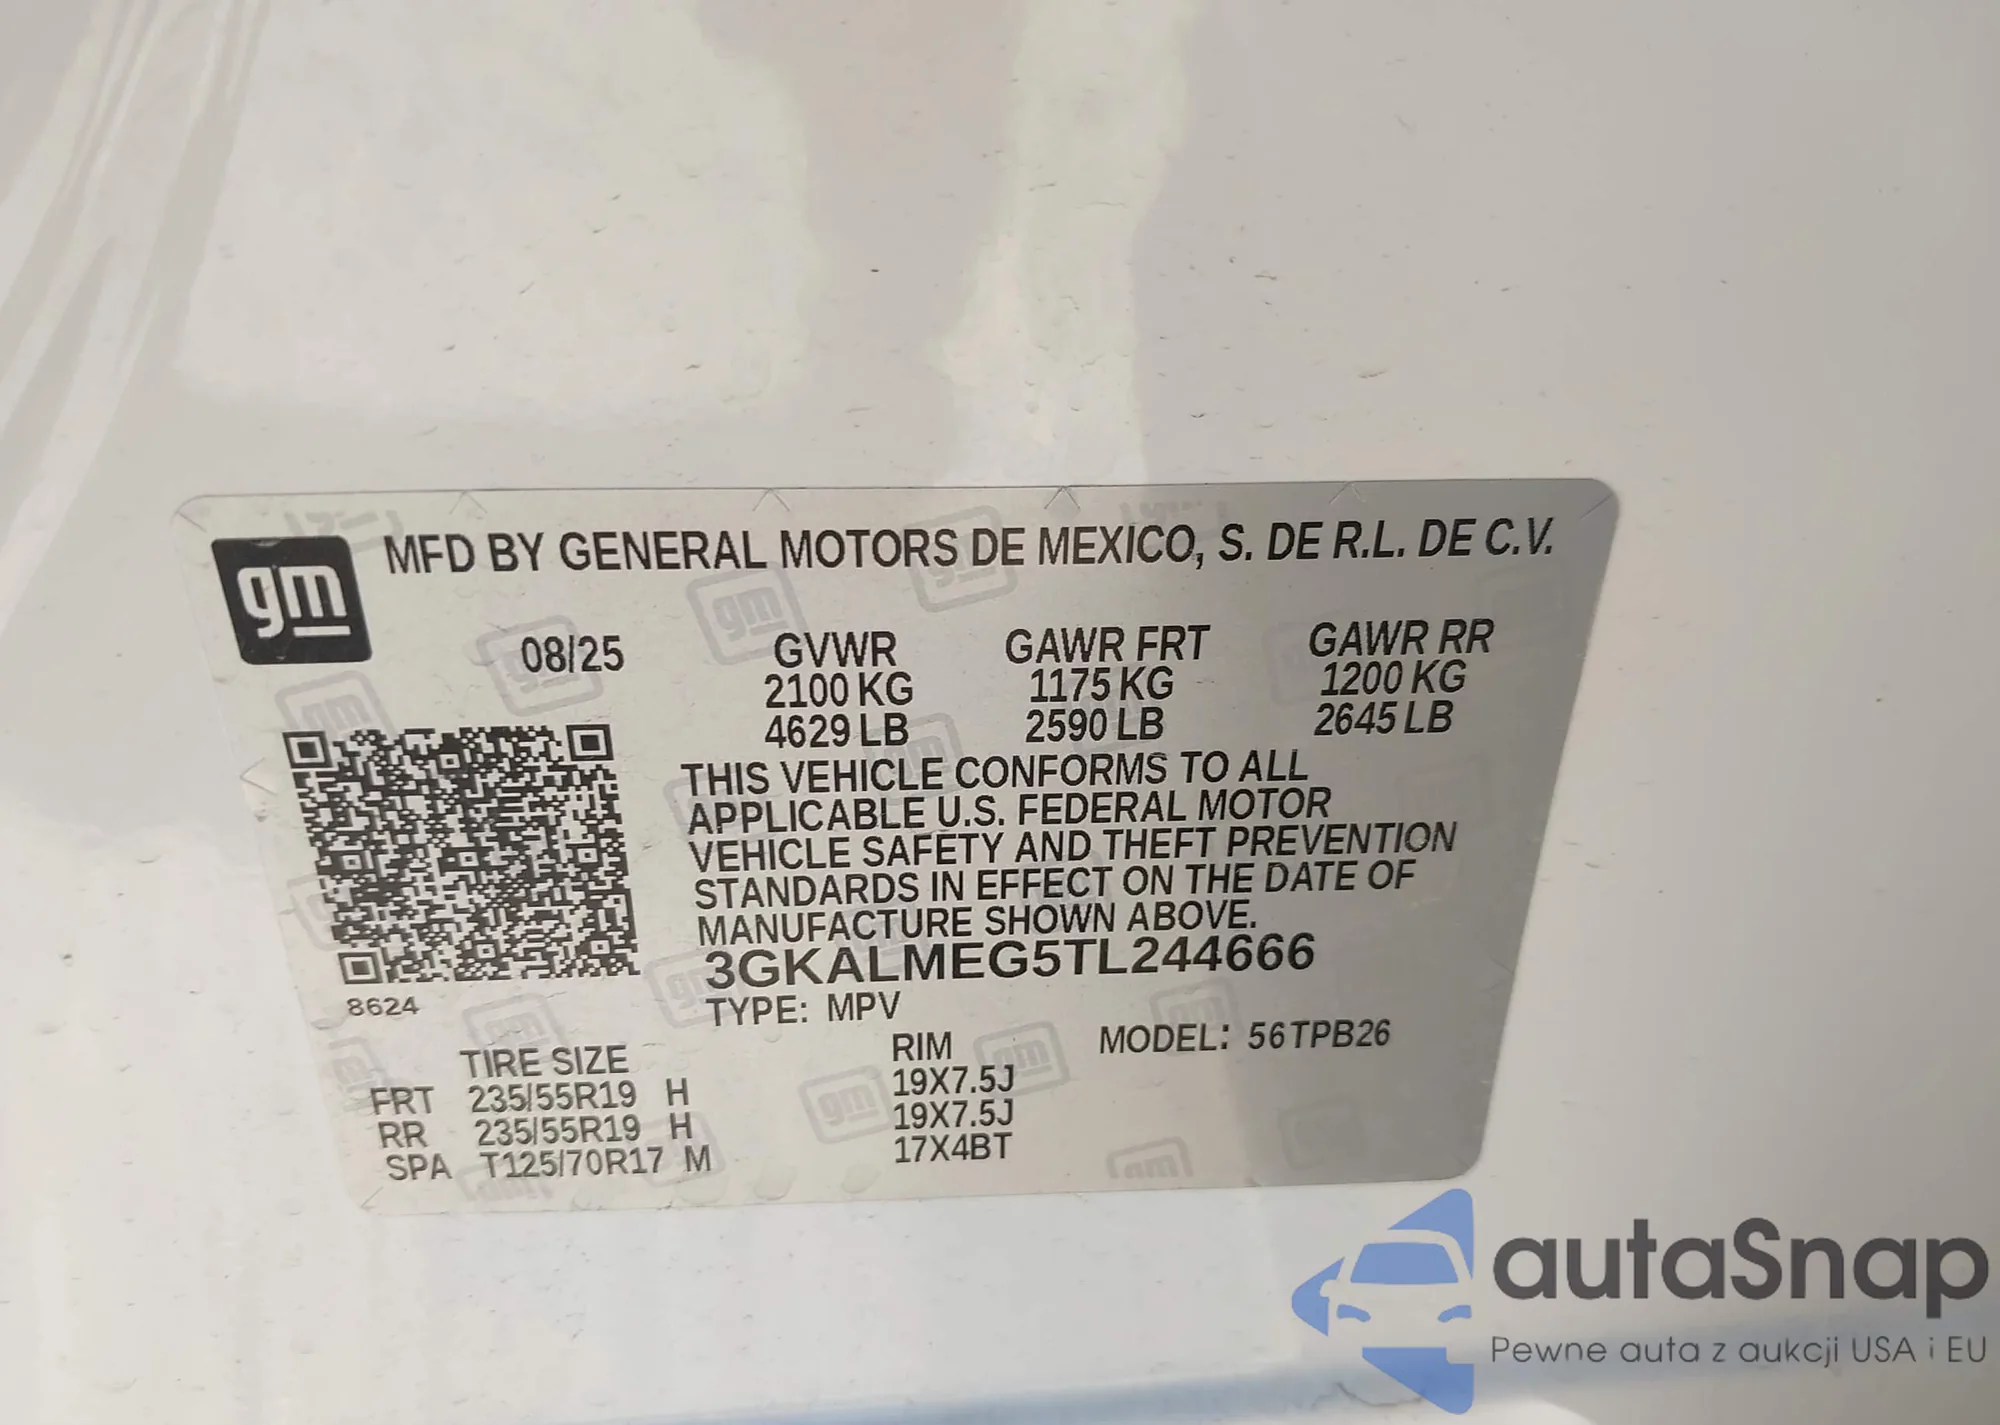 gm MFD BY GENERAL MOTORS DE MEXICO, S. DE R.L. DE C.V.
08/25 GVWR GAWR FRT GAWR RR
2100 KG 1175 KG 1200 KG
4629 LB 2590 LB 2645 LB
THIS VEHICLE CONFORMS TO ALL
APPLICABLE U.S. FEDERAL MOTOR
VEHICLE SAFETY AND THEFT PREVENTION
STANDARDS IN EFFECT ON THE DATE OF
MANUFACTURE SHOWN ABOVE.
3GKALMEG5TL244666
8624
TYPE: MPV
MODEL: 56TPB26
TIRE SIZE RIM
FRT 235/55R19 H 19X7.5J
RR 235/55R19 H 19X7.5J
SPA T125/70R17 M 17X4BT
autaSnap
Pewne auta z aukcji USA i EU